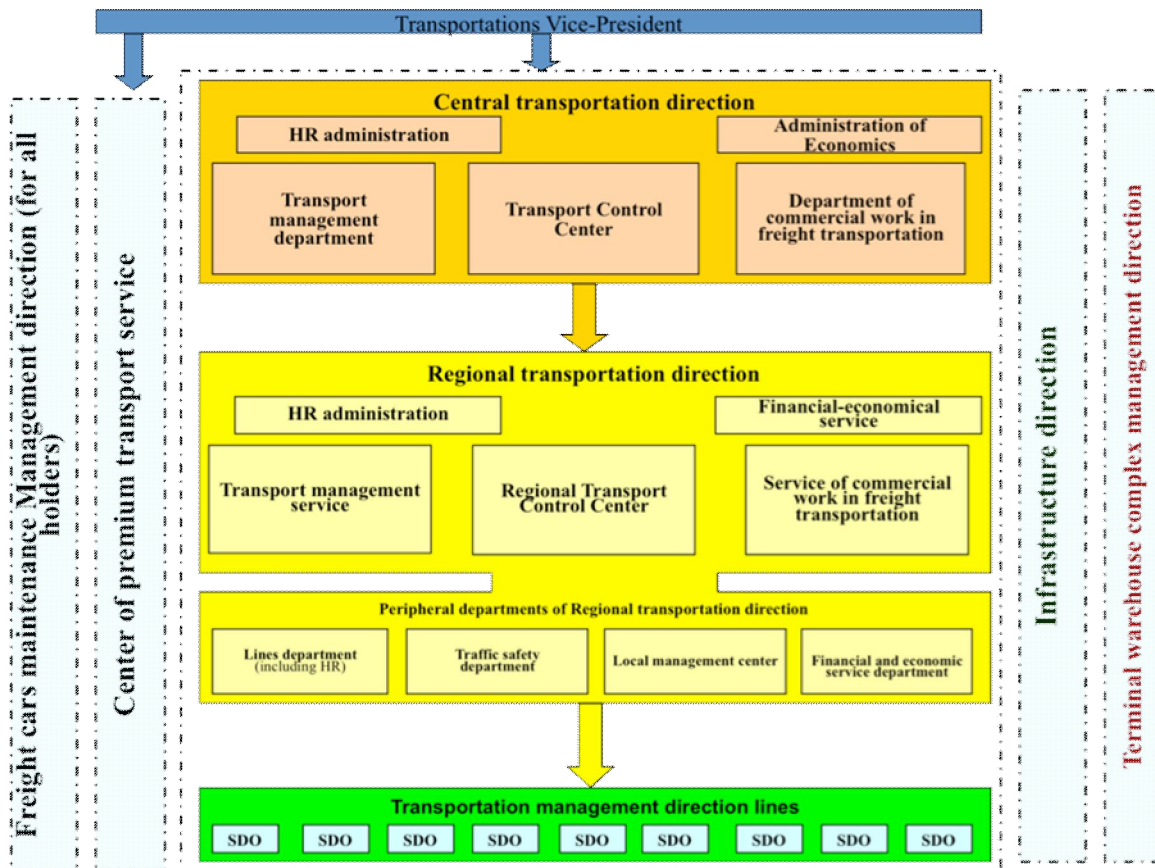 Transportations Vice-President
Freight cars maintenance Management direction (for all
holders)
Center of premium transport service
Central transportation direction
HR administration
Administration of
Economics
Transport
management
department
Transport Control
Center
Department of
commercial work in
freight transportation
Regional transportation direction
HR administration
Financial-economical
service
Transport management
service
Regional Transport
Control Center
Service of commercial
work in freight
transportation
Peripheral departments of Regional transportation direction
Lines department
(including HR)
Traffic safety
department
Local management center
Financial and economic
service department
Transportation management direction lines
SDO
SDO
SDO
SDO
SDO
SDO
SDO
SDO
SDO
Infrastructure direction
Terminal warehouse complex management direction